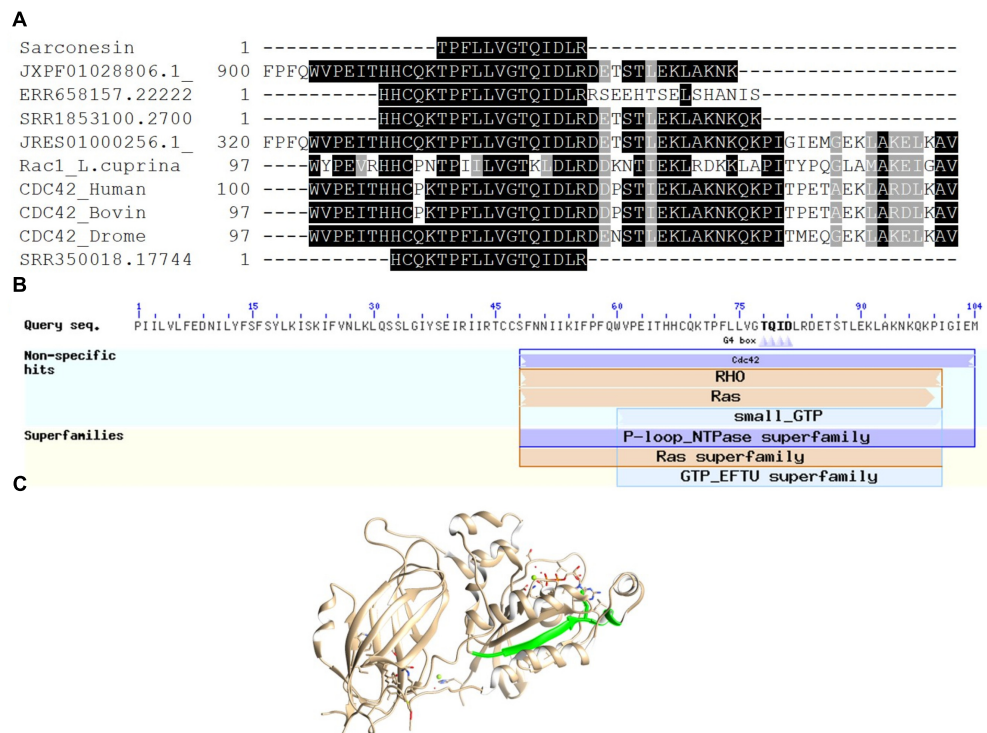 A
Sarconesin 1 ---------------TPFLLVGTQIDLR--------------------------------
JXPF01028806.1_ 900 FPFQWVPEITHHCQKTPFLLVGTQIDLRDETSTLEKLAKNK-------------------
ERR658157.22222 1 ----------HHCQKTPFLLVGTQIDLRRSEEHTSELSHANIS-----------------
SRR1853100.2700 1 ----------HHCQKTPFLLVGTQIDLRDETSTLEKLAKNKQK-----------------
JRES01000256.1_ 320 FPFQWVPEITHHCQKTPFLLVGTQIDLRDETSTLEKLAKNKQKPIGIEMGEKLAKELKAV
Rac1_L.cuprina 97 ----WYPEVRHHCPNTPIILVGTKLDLRDDKNTIEKLRDKKLAPITYPQGLAMAKEIGAV
CDC42_Human 100 ----WVPEITHHCPKTPFLLVGTQIDLRDDPSTIEKLAKNKQKPITPETAEKLARDLKAV
CDC42_Bovin 97 ----WVPEITHHCPKTPFLLVGTQIDLRDDPSTIEKLAKNKQKPITPETAEKLARDLKAV
CDC42_Drome 97 ----WVPEITHHCQKTPFLLVGTQIDLRDENSTLEKLAKNKQKPITMEQGEKLAKELKAV
SRR350018.17744 1 -----------HCQKTPFLLVGTQIDLR--------------------------------
B
1 15 30 45 60 75 90 104
Query seq. PIILVLFEDNILYFSFSYLKISKIFVNLKLQSSLGIYSEIRIIRTCCSFNNIIKIFPFQWVPEITHHCQKTPFLLVGTQIDLRDETSTLEKLAKNKQKPIGIEM
G4 box
Non-specific hits
Cdc42
RHO
Ras
small_GTP
Superfamilies
P-loop_NTPase superfamily
Ras superfamily
GTP_EFTU superfamily
C